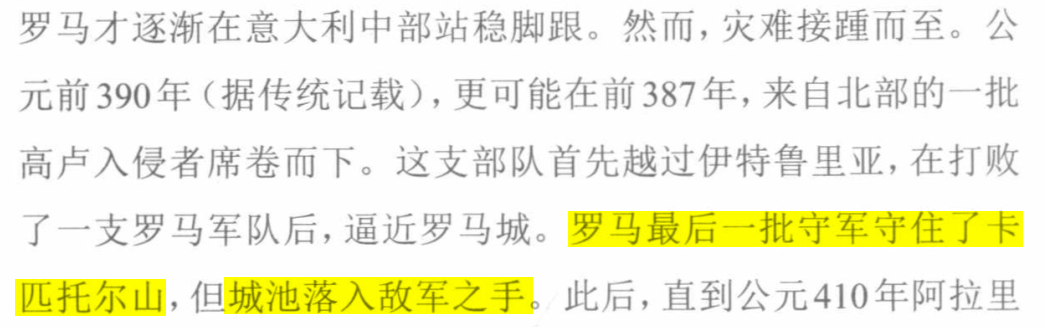 罗马才逐渐在意大利中部站稳脚跟。然而，灾难接踵而至。公
元前390年（据传统记载），更可能在前387年，来自北部的一批
高卢入侵者席卷而下。这支部队首先越过伊特鲁里亚，在打败
了一支罗马军队后，逼近罗马城。罗马最后一批守军守住了卡
匹托尔山，但城池落入敌军之手。此后，直到公元410年阿拉里